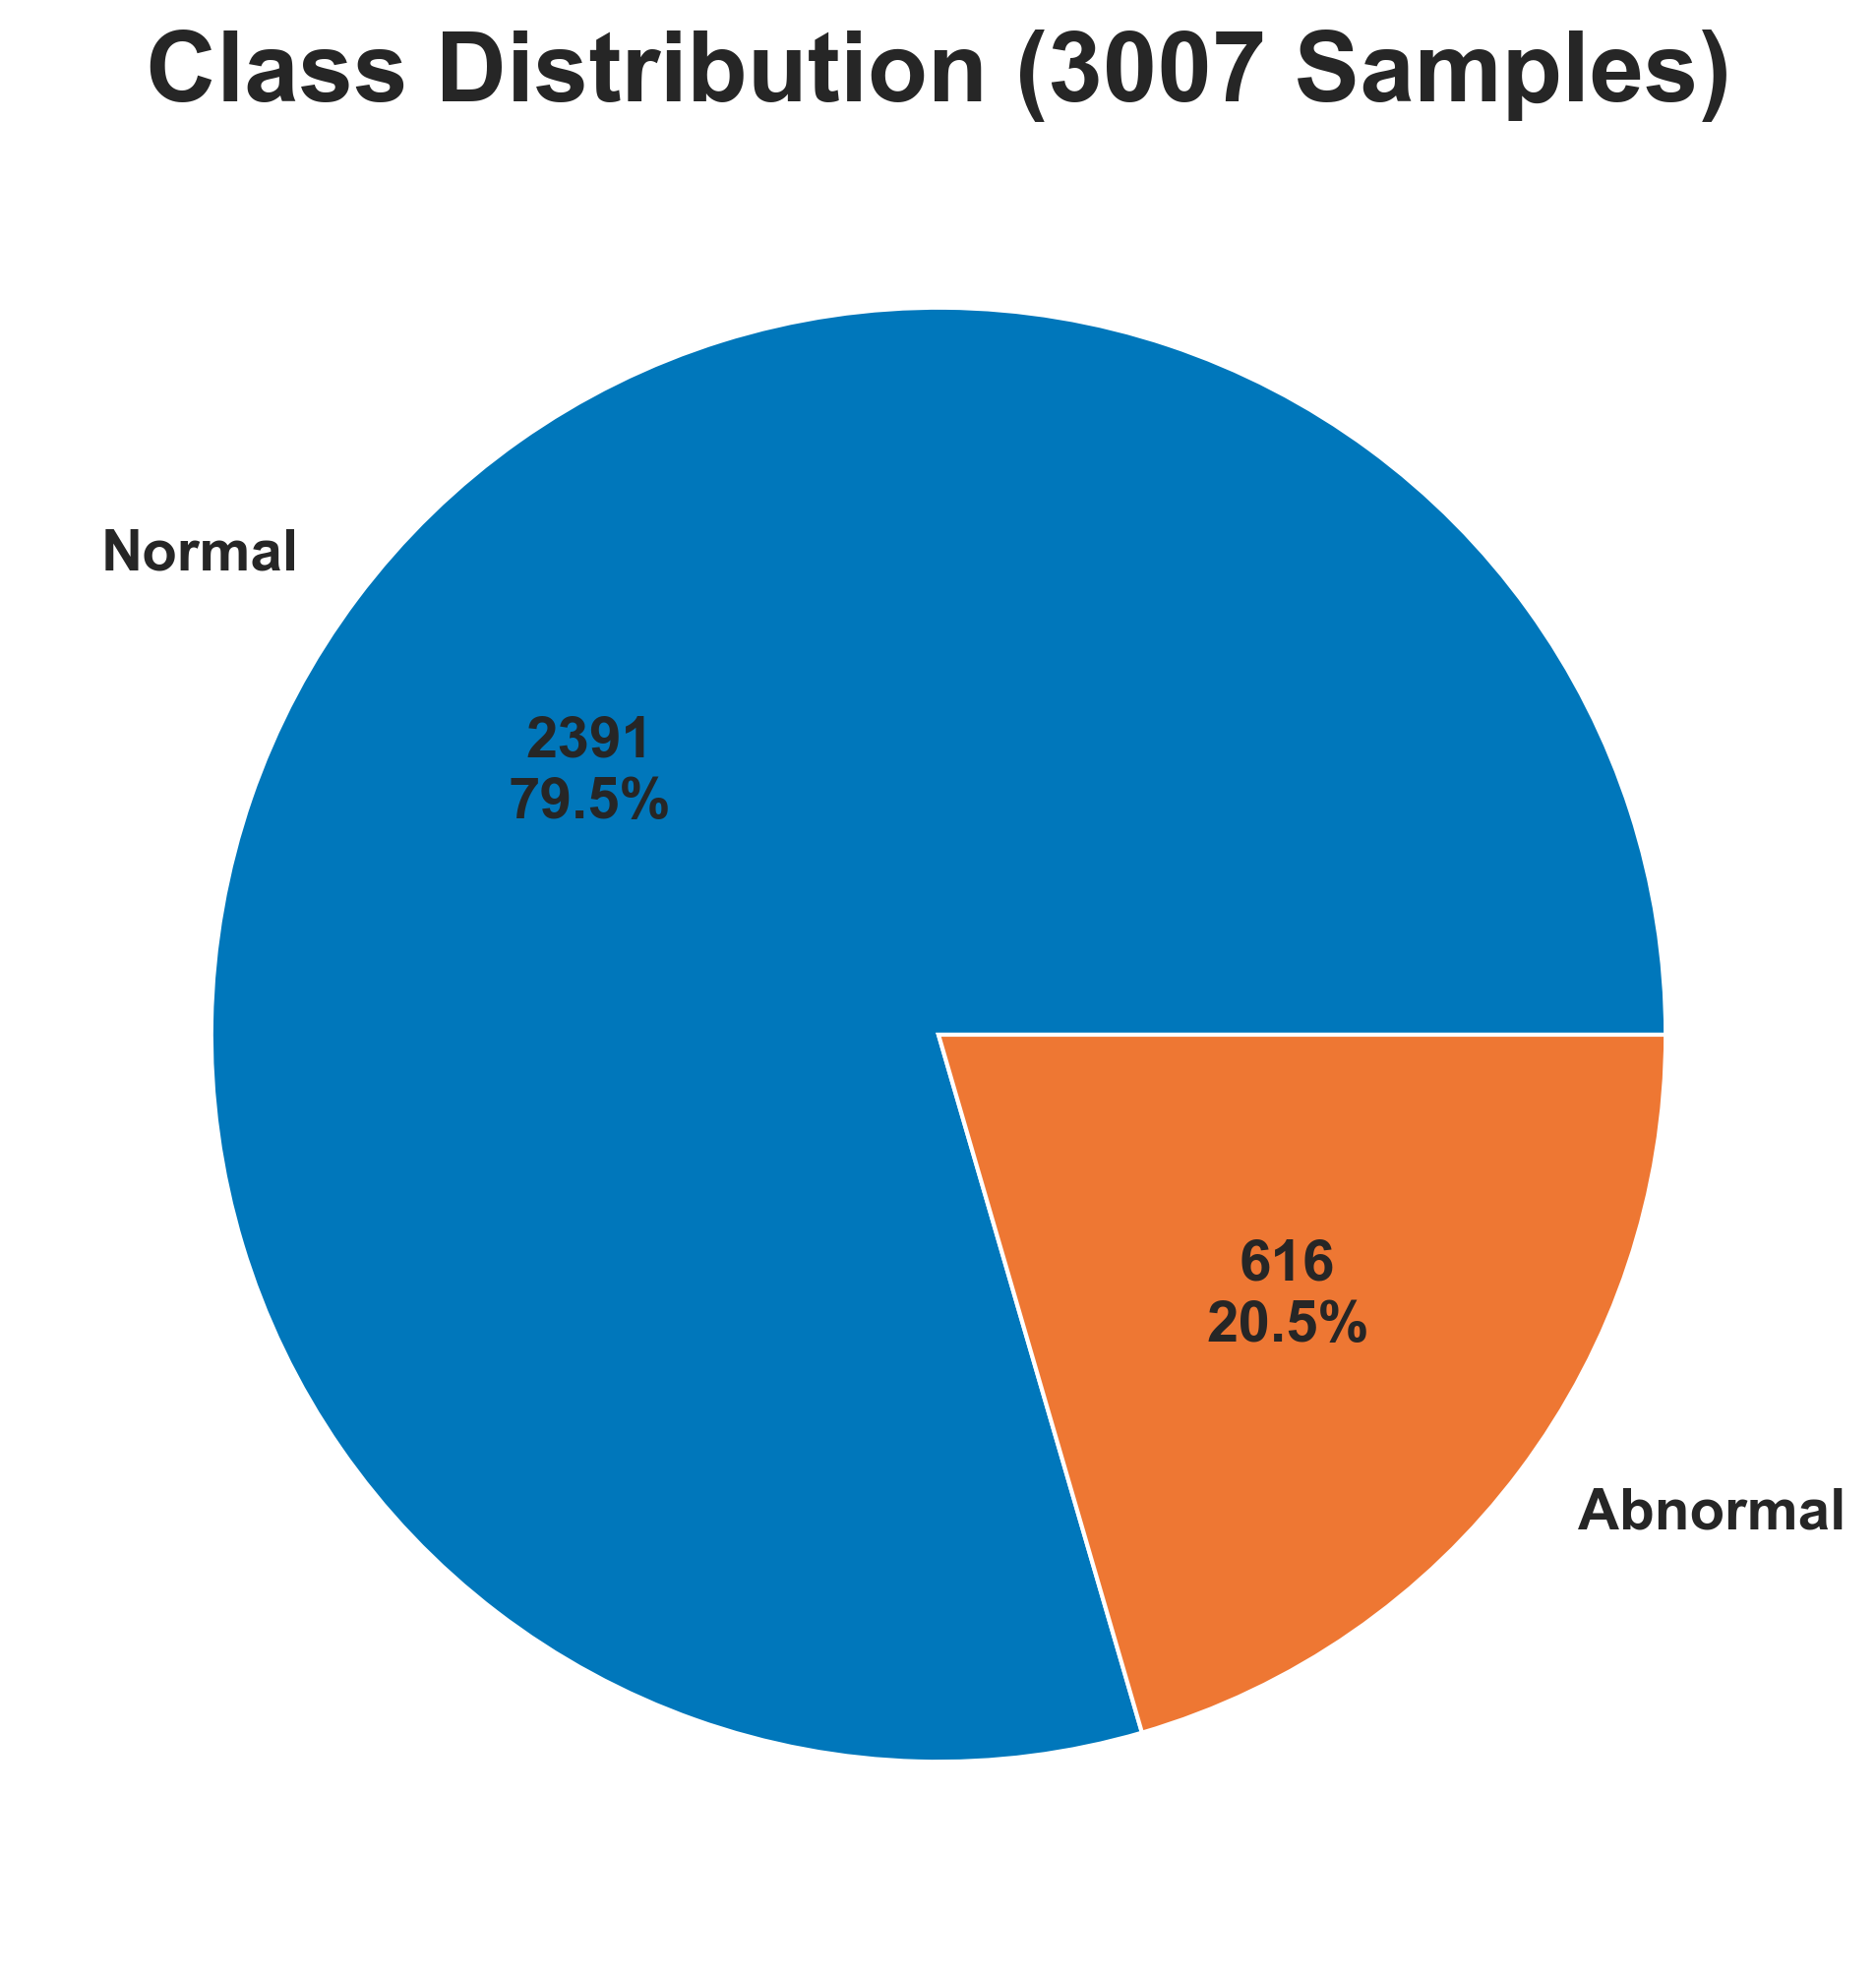 Class Distribution (3007 Samples)
Normal
2391
79.5%
616
20.5%
Abnormal